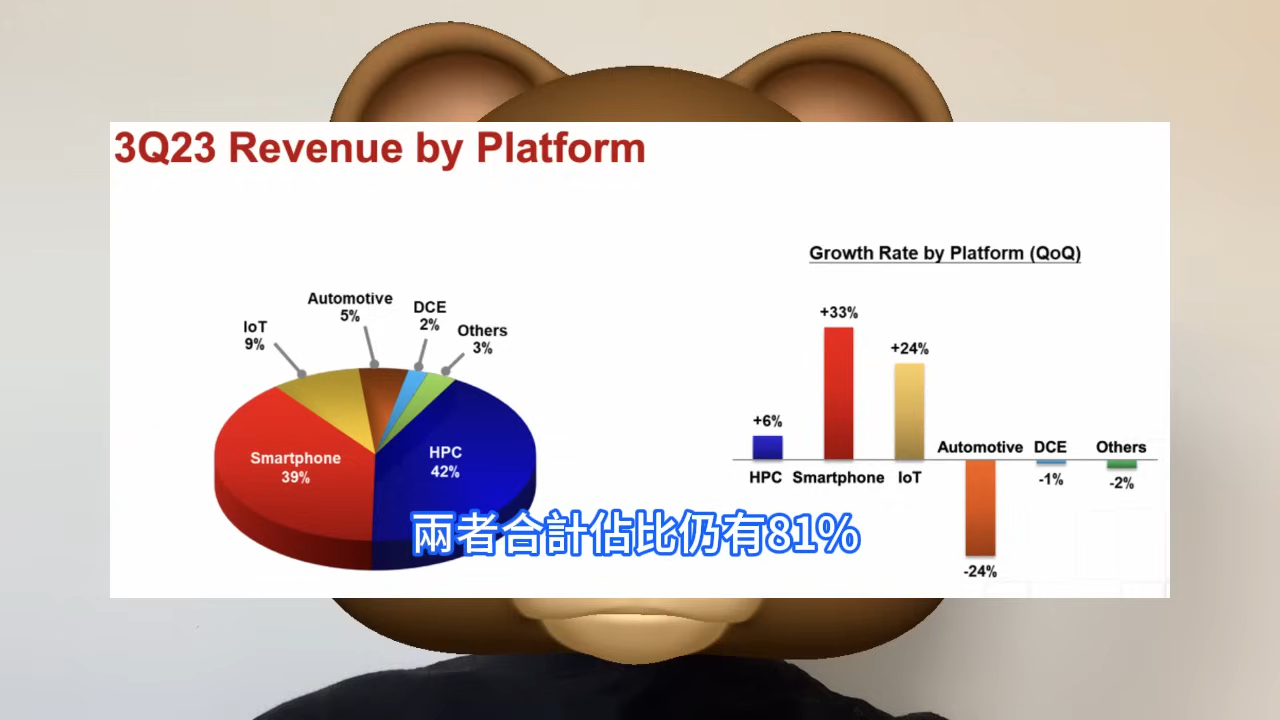 3Q23 Revenue by Platform
Automotive
5%
DCE
2%
IoT
9%
Others
3%
Smartphone
39%
HPC
42%
Growth Rate by Platform (QoQ)
+33%
+24%
+6%
Automotive DCE Others
HPC Smartphone IoT
-1%
-2%
-24%
兩者合計佔比仍有81%